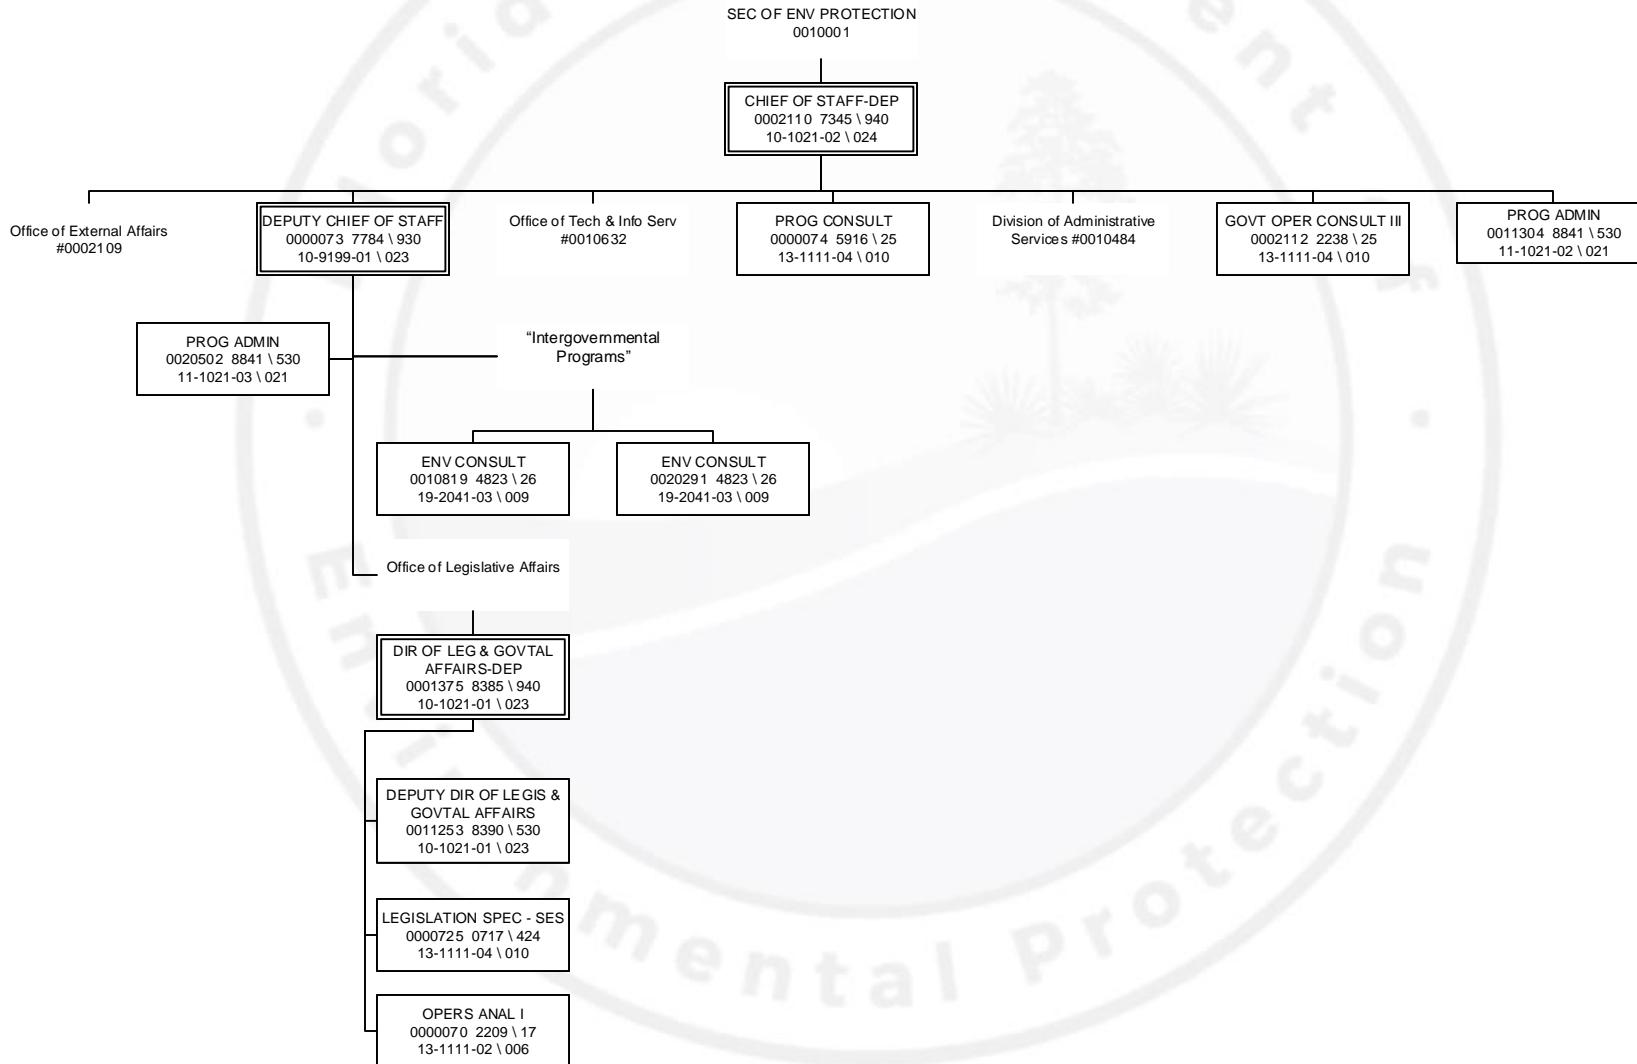 SEC OF ENV PROTECTION
0010001
CHIEF OF STAFF-DEP
0002110 7345 \ 940
10-1021-02 \ 024
Office of External Affairs
#0002109
DEPUTY CHIEF OF STAFF
0000073 7784 \ 930
10-9199-01 \ 023
Office of Tech & Info Serv
#0010632
PROG CONSULT
0000074 5916 \ 25
13-1111-04 \ 010
Division of Administrative
Services #0010484
GOVT OPER CONSULT III
0002112 2238 \ 25
13-1111-04 \ 010
PROG ADMIN
0011304 8841 \ 530
11-1021-02 \ 021
PROG ADMIN
0020502 8841 \ 530
11-1021-03 \ 021
“Intergovernmental
Programs”
ENV CONSULT
0010819 4823 \ 26
19-2041-03 \ 009
ENV CONSULT
0020291 4823 \ 26
19-2041-03 \ 009
Office of Legislative Affairs
DIR OF LEG & GOVTAL
AFFAIRS-DEP
0001375 8385 \ 940
10-1021-01 \ 023
DEPUTY DIR OF LEGIS &
GOVTAL AFFAIRS
0011253 8390 \ 530
10-1021-01 \ 023
LEGISLATION SPEC - SES
0000725 0717 \ 424
13-1111-04 \ 010
OPERS ANAL I
0000070 2209 \ 17
13-1111-02 \ 006